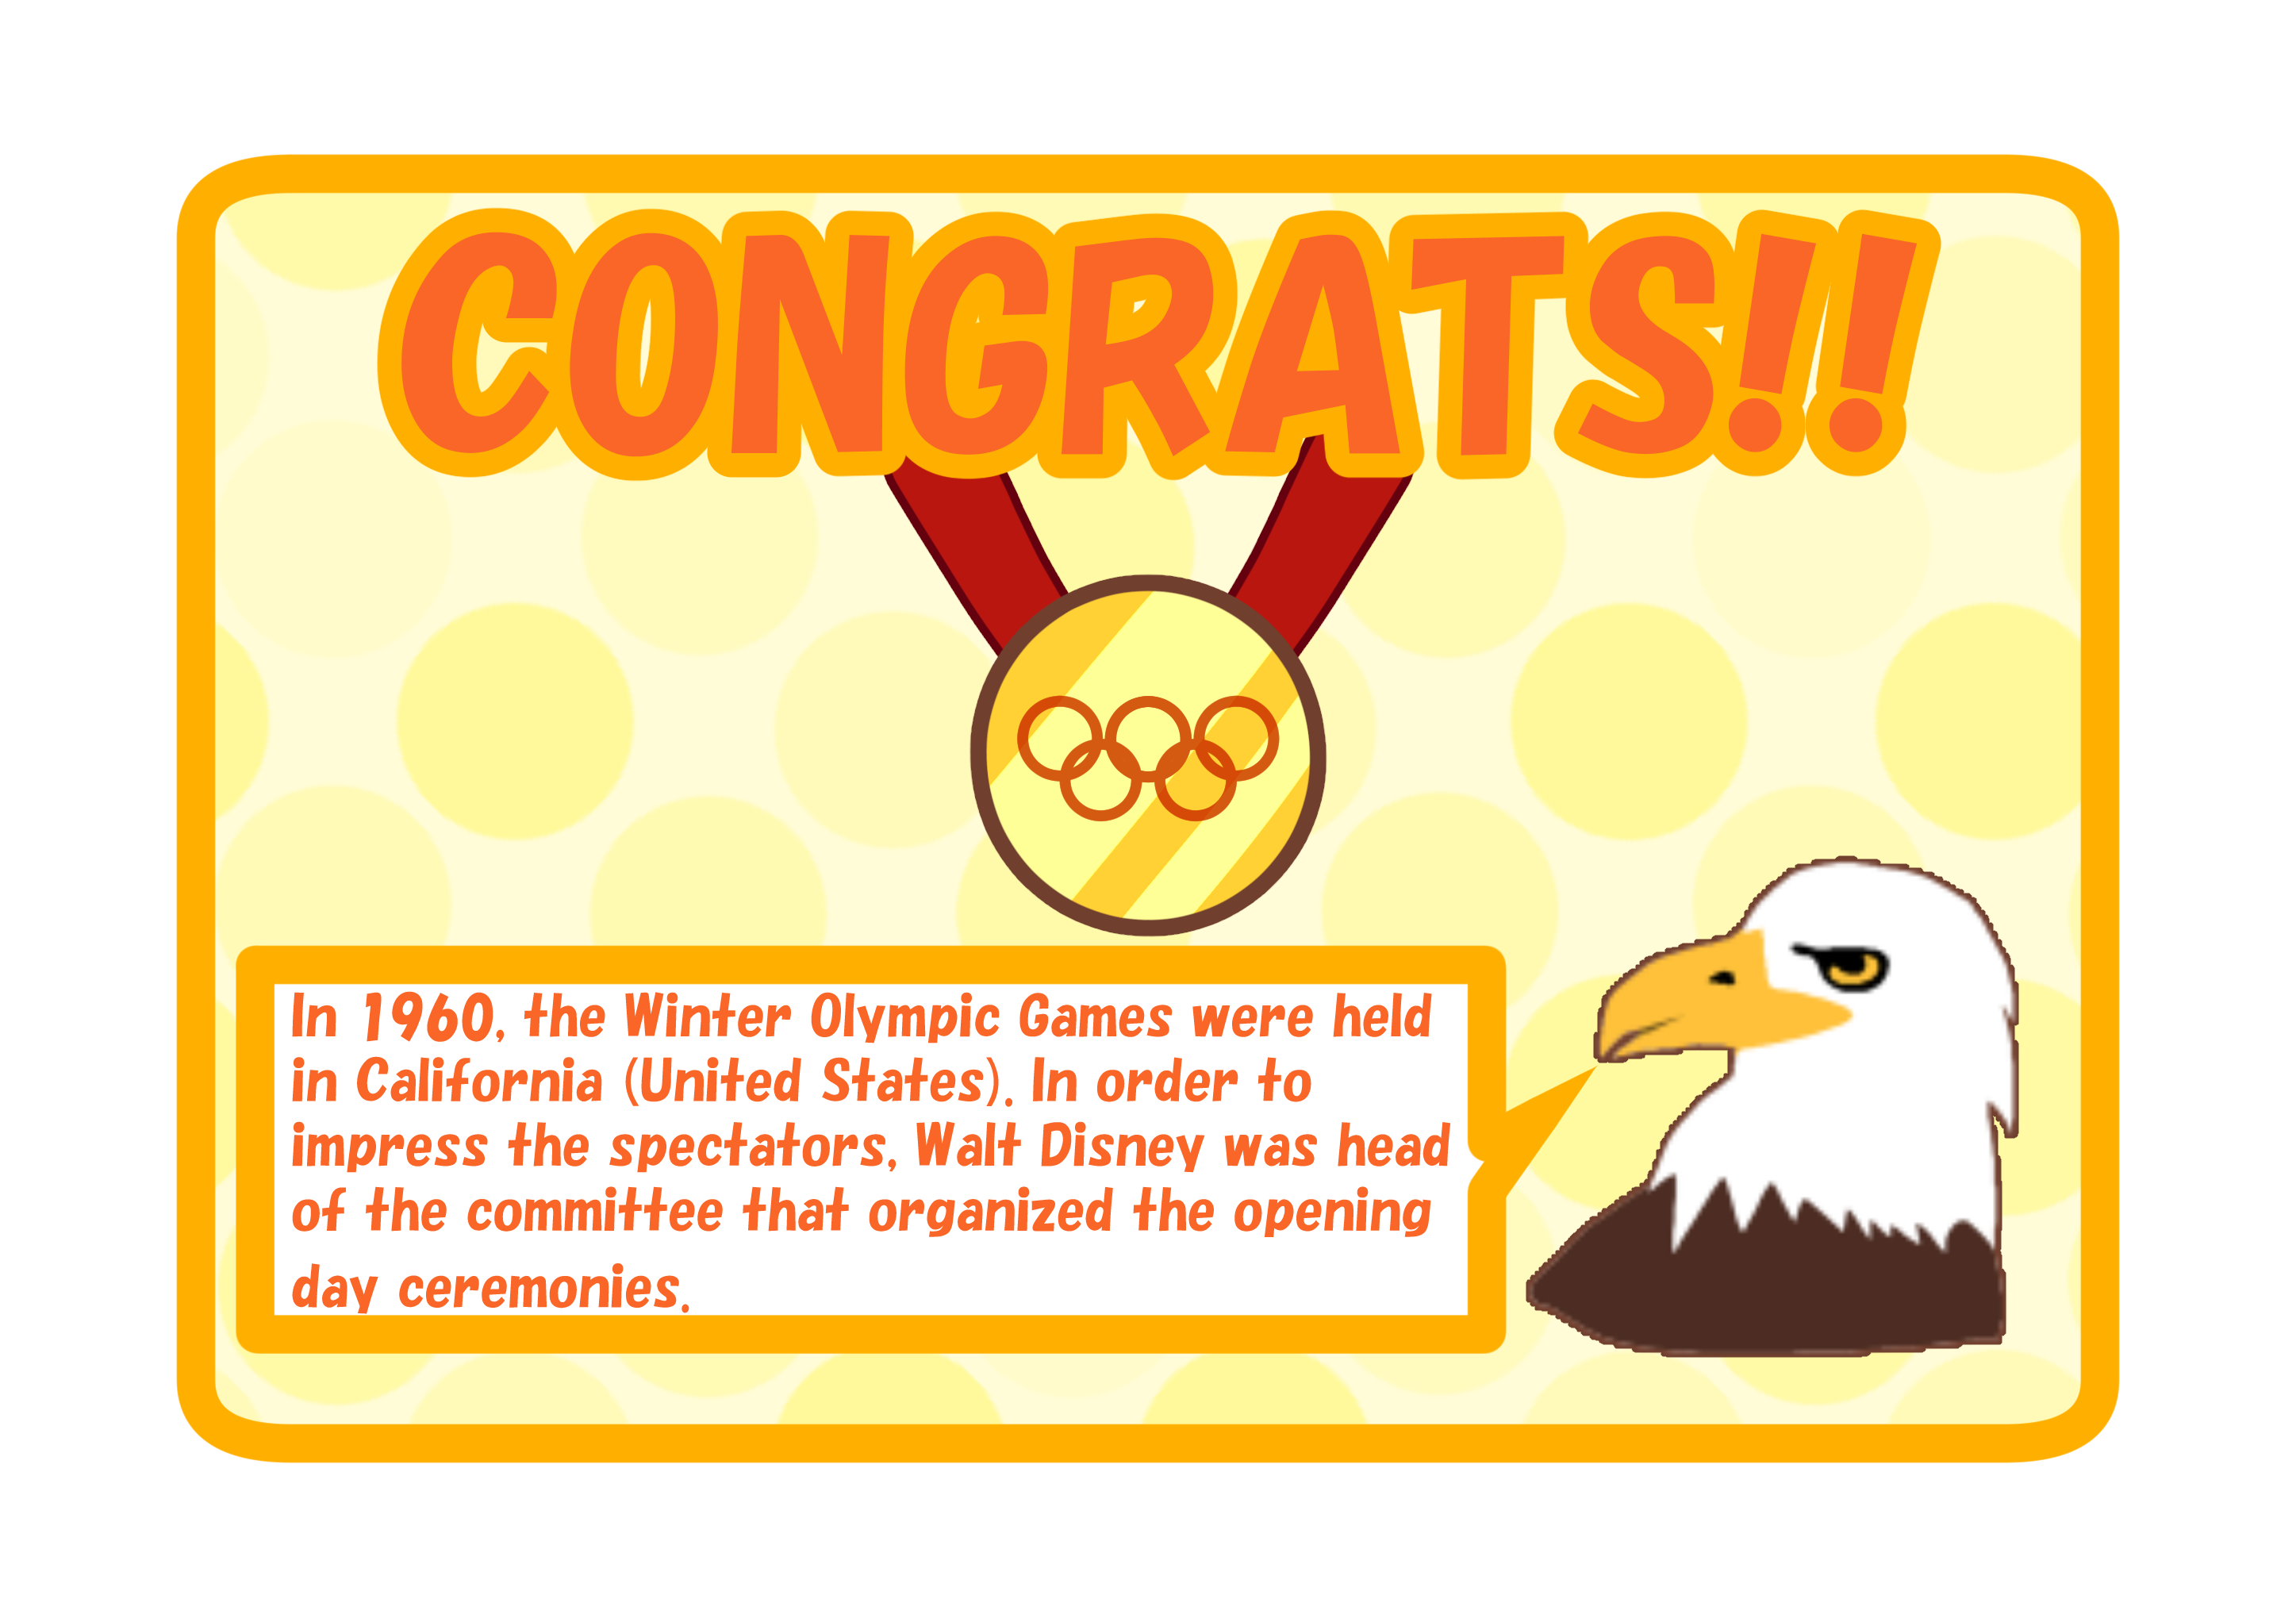 CONGRATS!!
In 1960, the Winter Olympic Games were held
in California (United States). In order to
impress the spectators, Walt Disney was head
of the committee that organized the opening
day ceremonies.